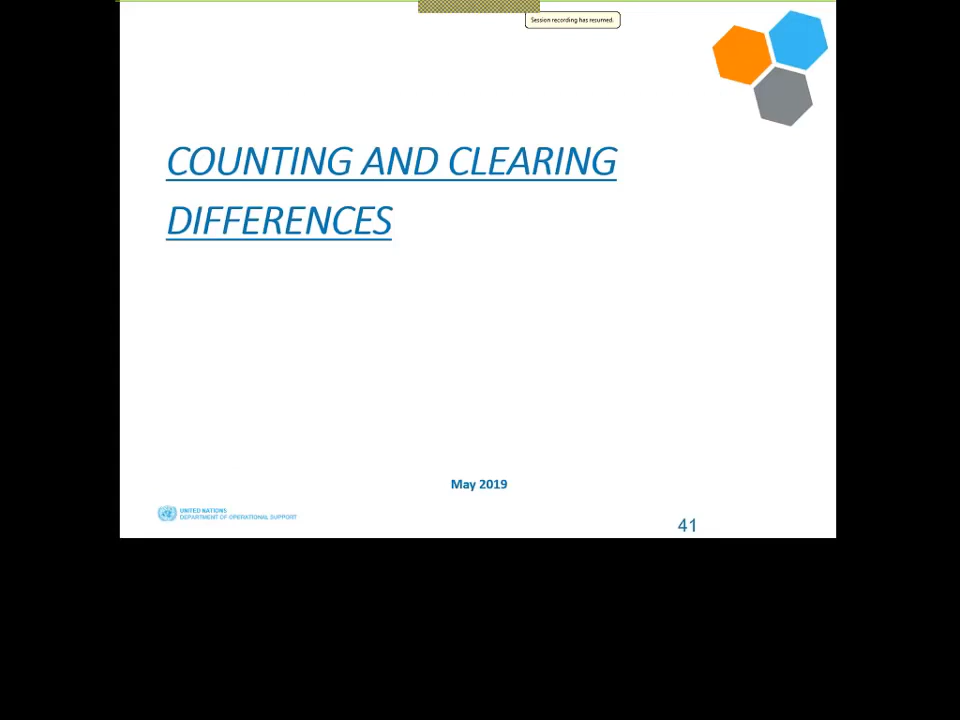 Session recording has resumed.
COUNTING AND CLEARING
DIFFERENCES
May 2019
UNITED NATIONS
DEPARTMENT OF OPERATIONAL SUPPORT
41